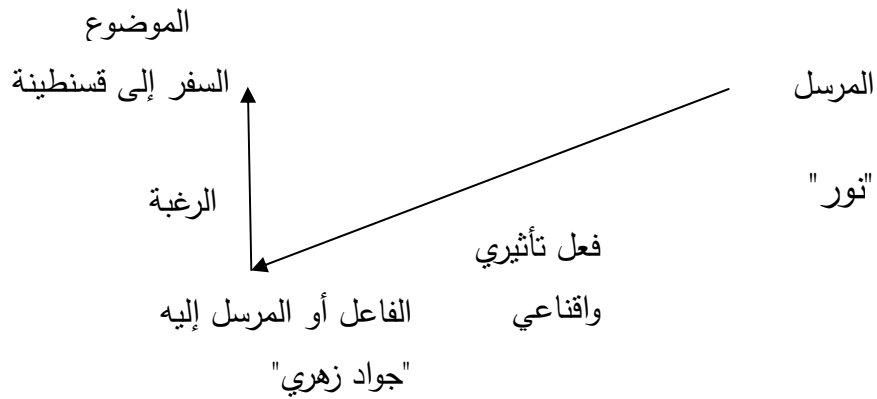 الموضوع
المرسل
السفر إلى قسنطينة
"نور"
الرغبة
فعل تأثيري
واقناعي
الفاعل أو المرسل إليه
"جواد زهري"